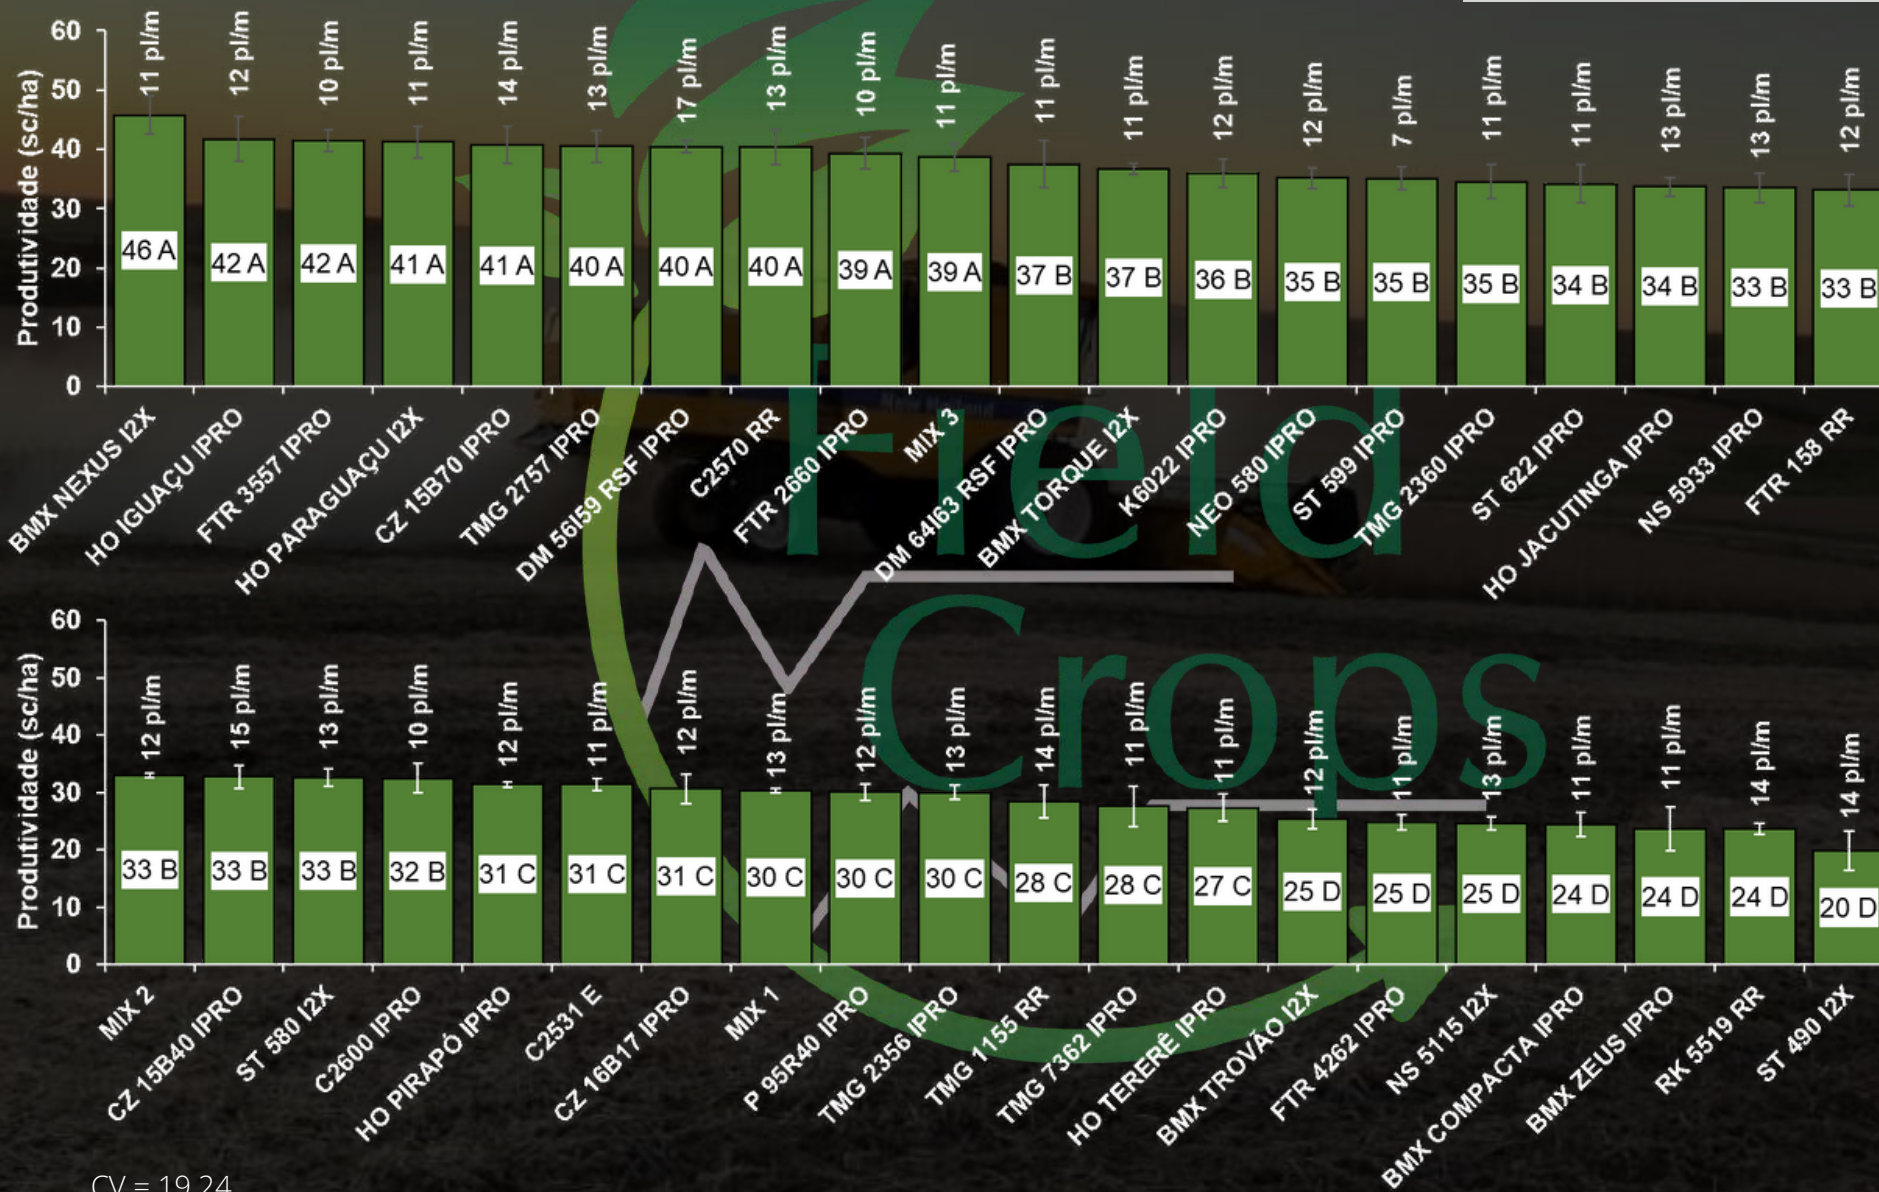 Produtividade (sc/ha)
60
50
40
30
20
10
0
11 pl/m
12 pl/m
10 pl/m
11 pl/m
14 pl/m
13 pl/m
17 pl/m
13 pl/m
10 pl/m
11 pl/m
11 pl/m
11 pl/m
12 pl/m
12 pl/m
7 pl/m
11 pl/m
11 pl/m
13 pl/m
13 pl/m
12 pl/m
46 A
42 A
42 A
41 A
41 A
40 A
40 A
40 A
39 A
39 A
37 B
37 B
36 B
35 B
35 B
35 B
34 B
34 B
33 B
33 B
BMX NEXUS I2X
HO IGUAÇU IPRO
FTR 3557 IPRO
HO PARAGUAÇU I2X
CZ 15B70 IPRO
TMG 2757 IPRO
DM 56I59 RSF IPRO
C2570 RR
FTR 2660 IPRO
MIX 3
DM 64I63 RSF IPRO
BMX TORQUE I2X
K6022 IPRO
NEO 580 IPRO
ST 599 IPRO
TMG 2360 IPRO
ST 622 IPRO
HO JACUTINGA IPRO
NS 5933 IPRO
FTR 158 RR
New Holland
Field
Crops
Produtividade (sc/ha)
60
50
40
30
20
10
0
12 pl/m
15 pl/m
13 pl/m
10 pl/m
12 pl/m
11 pl/m
12 pl/m
13 pl/m
12 pl/m
13 pl/m
14 pl/m
11 pl/m
11 pl/m
12 pl/m
11 pl/m
13 pl/m
11 pl/m
11 pl/m
14 pl/m
14 pl/m
33 B
33 B
33 B
32 B
31 C
31 C
31 C
30 C
30 C
30 C
28 C
28 C
27 C
25 D
25 D
25 D
24 D
24 D
24 D
20 D
MIX 2
CZ 15B40 IPRO
ST 580 I2X
C2600 IPRO
HO PIRAPÓ IPRO
C2531 E
CZ 16B17 IPRO
MIX 1
P 95R40 IPRO
TMG 2356 IPRO
TMG 1155 RR
TMG 7362 IPRO
HO TERERÊ IPRO
BMX TROVÃO I2X
FTR 4262 IPRO
NS 5115 I2X
BMX COMPACTA IPRO
BMX ZEUS IPRO
RK 5519 RR
ST 490 I2X
CV = 19,24